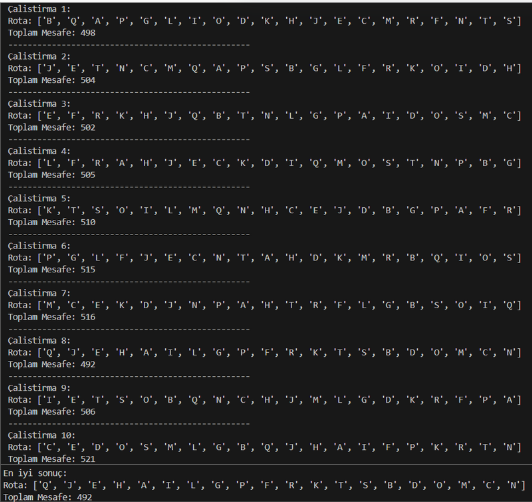 Çalistirma 1:
Rota: ['B', 'Q', 'A', 'P', 'G', 'L', 'I', 'O', 'D', 'K', 'H', 'J', 'E', 'C', 'M', 'R', 'F', 'N', 'T', 'S']
Toplam Mesafe: 498
--------------------------------------------------
Çalistirma 2:
Rota: ['J', 'E', 'T', 'N', 'C', 'M', 'Q', 'A', 'P', 'S', 'B', 'G', 'L', 'F', 'R', 'K', 'O', 'I', 'D', 'H']
Toplam Mesafe: 504
--------------------------------------------------
Çalistirma 3:
Rota: ['E', 'F', 'R', 'K', 'H', 'J', 'Q', 'B', 'T', 'N', 'L', 'G', 'P', 'A', 'I', 'D', 'O', 'S', 'M', 'C']
Toplam Mesafe: 502
--------------------------------------------------
Çalistirma 4:
Rota: ['L', 'F', 'R', 'A', 'H', 'J', 'E', 'C', 'K', 'D', 'I', 'Q', 'M', 'O', 'S', 'T', 'N', 'P', 'B', 'G']
Toplam Mesafe: 505
--------------------------------------------------
Çalistirma 5:
Rota: ['K', 'T', 'S', 'O', 'I', 'L', 'M', 'Q', 'N', 'H', 'C', 'E', 'J', 'D', 'B', 'G', 'P', 'A', 'F', 'R']
Toplam Mesafe: 510
--------------------------------------------------
Çalistirma 6:
Rota: ['P', 'G', 'L', 'F', 'J', 'E', 'C', 'N', 'T', 'A', 'H', 'D', 'K', 'M', 'R', 'B', 'Q', 'I', 'O', 'S']
Toplam Mesafe: 515
--------------------------------------------------
Çalistirma 7:
Rota: ['M', 'C', 'E', 'K', 'D', 'J', 'N', 'P', 'A', 'H', 'T', 'R', 'F', 'L', 'G', 'B', 'S', 'O', 'I', 'Q']
Toplam Mesafe: 516
--------------------------------------------------
Çalistirma 8:
Rota: ['Q', 'J', 'E', 'H', 'A', 'I', 'L', 'G', 'P', 'F', 'R', 'K', 'T', 'S', 'B', 'D', 'O', 'M', 'C', 'N']
Toplam Mesafe: 492
--------------------------------------------------
Çalistirma 9:
Rota: ['I', 'E', 'T', 'S', 'O', 'B', 'Q', 'N', 'C', 'H', 'J', 'M', 'L', 'G', 'D', 'K', 'R', 'F', 'P', 'A']
Toplam Mesafe: 506
--------------------------------------------------
Çalistirma 10:
Rota: ['C', 'E', 'D', 'O', 'S', 'M', 'L', 'G', 'B', 'Q', 'J', 'H', 'A', 'I', 'F', 'P', 'K', 'R', 'T', 'N']
Toplam Mesafe: 521
En iyi sonuç:
Rota: ['Q', 'J', 'E', 'H', 'A', 'I', 'L', 'G', 'P', 'F', 'R', 'K', 'T', 'S', 'B', 'D', 'O', 'M', 'C', 'N']
Toplam Mesafe: 492